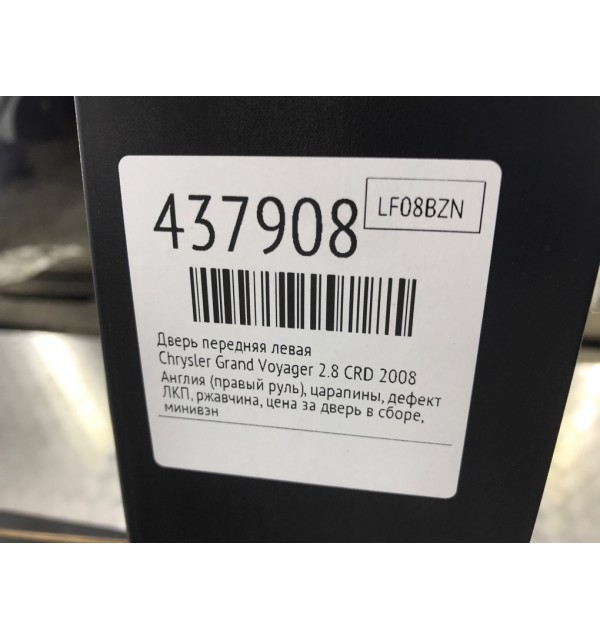 437908
LF08BZN
Дверь передняя левая
Chrysler Grand Voyager 2.8 CRD 2008
Англия (правый руль), царапины, дефект
ЛКП, ржавчина, цена за дверь в сборе,
минивэн